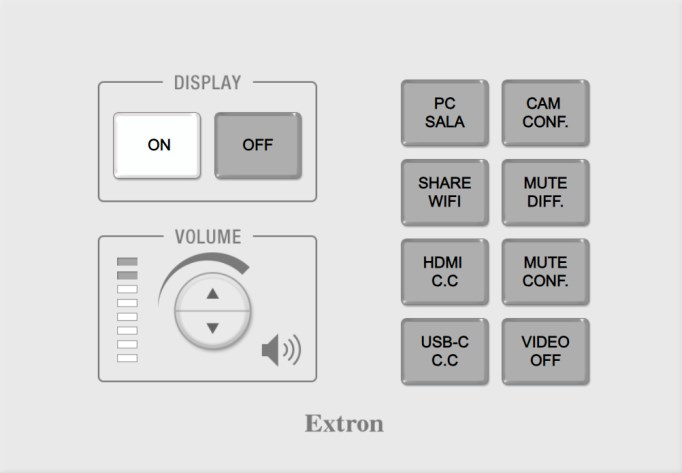 DISPLAY
ON
OFF
VOLUME
PC
SALA
CAM
CONF.
SHARE
WIFI
MUTE
DIFF.
HDMI
C.C
MUTE
CONF.
USB-C
C.C
VIDEO
OFF
Extron